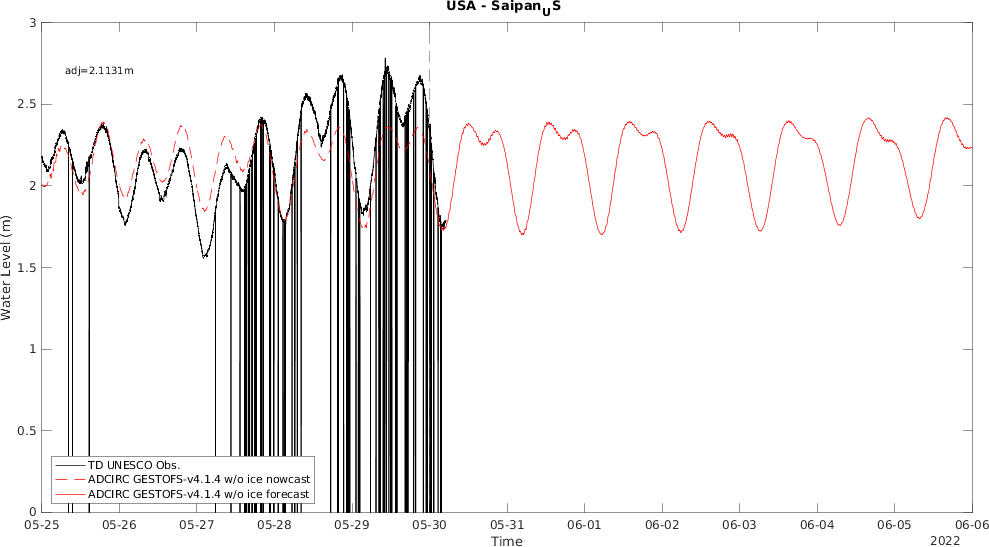 USA - Saipan_US
adj=2.1131m
3
2.5
2
1.5
1
0.5
0
Water Level (m)
TD UNESCO Obs.
ADCIRC GESTOFS-v4.1.4 w/o ice nowcast
ADCIRC GESTOFS-v4.1.4 w/o ice forecast
05-25 05-26 05-27 05-28 05-29 05-30 05-31 06-01 06-02 06-03 06-04 06-05 06-06
Time
2022